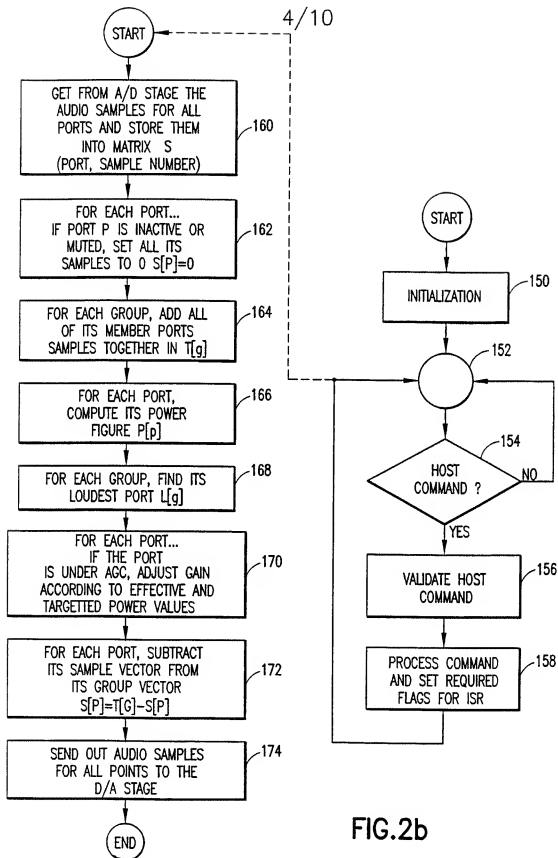 4/10
START
GET FROM A/D STAGE THE
AUDIO SAMPLES FOR ALL
PORTS AND STORE THEM
INTO MATRIX S
(PORT, SAMPLE NUMBER)
160
FOR EACH PORT...
IF PORT P IS INACTIVE OR
MUTED, SET ALL ITS
SAMPLES TO 0 S[P]=0
162
FOR EACH GROUP, ADD ALL
OF ITS MEMBER PORTS
SAMPLES TOGETHER IN T[g]
164
FOR EACH PORT,
COMPUTE ITS POWER
FIGURE P[p]
166
FOR EACH GROUP, FIND ITS
LOUDEST PORT L[g]
168
FOR EACH PORT...
IF THE PORT
IS UNDER AGC, ADJUST GAIN
ACCORDING TO EFFECTIVE AND
TARGETTED POWER VALUES
170
FOR EACH PORT, SUBTRACT
ITS SAMPLE VECTOR FROM
ITS GROUP VECTOR
S[P]=T[G]-S[P]
172
SEND OUT AUDIO SAMPLES
FOR ALL POINTS TO THE
D/A STAGE
174
END
START
INITIALIZATION
150
152
HOST
COMMAND ?
154
NO
YES
VALIDATE HOST
COMMAND
156
PROCESS COMMAND
AND SET REQUIRED
FLAGS FOR ISR
158
FIG.2b